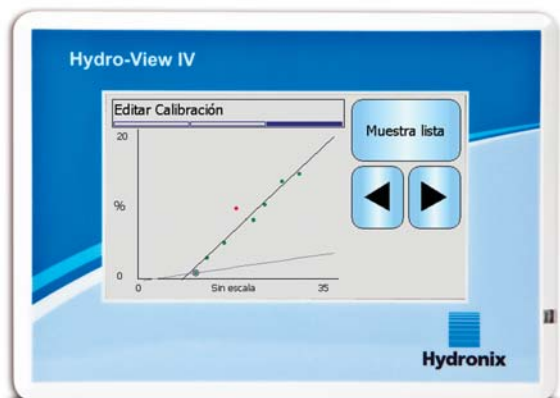 Hydro-View IV
Editar Calibración
Muestra lista
20
%
0
0 Sin escala 35
Hydronix